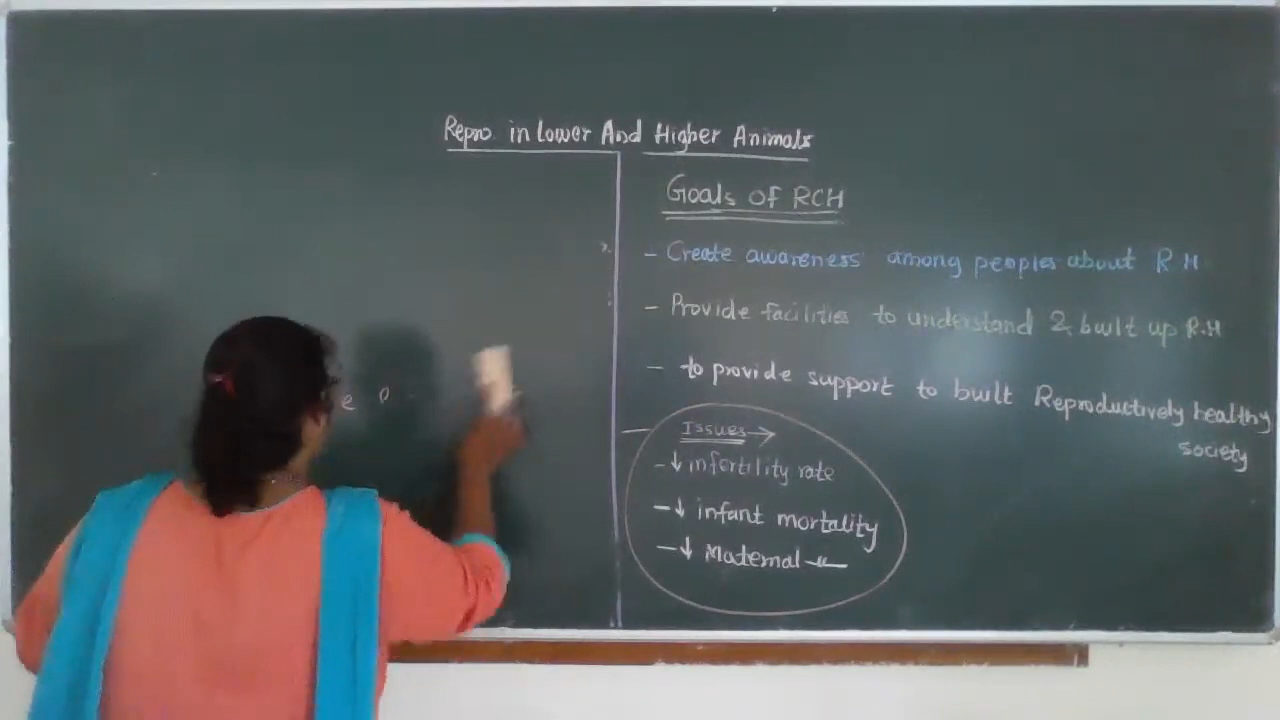 Repro in Lower And Higher Animals
Goals of RCH
- Create awareness among peoples about R H
- Provide facilities to understand & built up R.H
- to provide support to built Reproductively healthy
society
Issues →
- ↓ infertility rate
- ↓ infant mortality
- ↓ Maternal -〃-